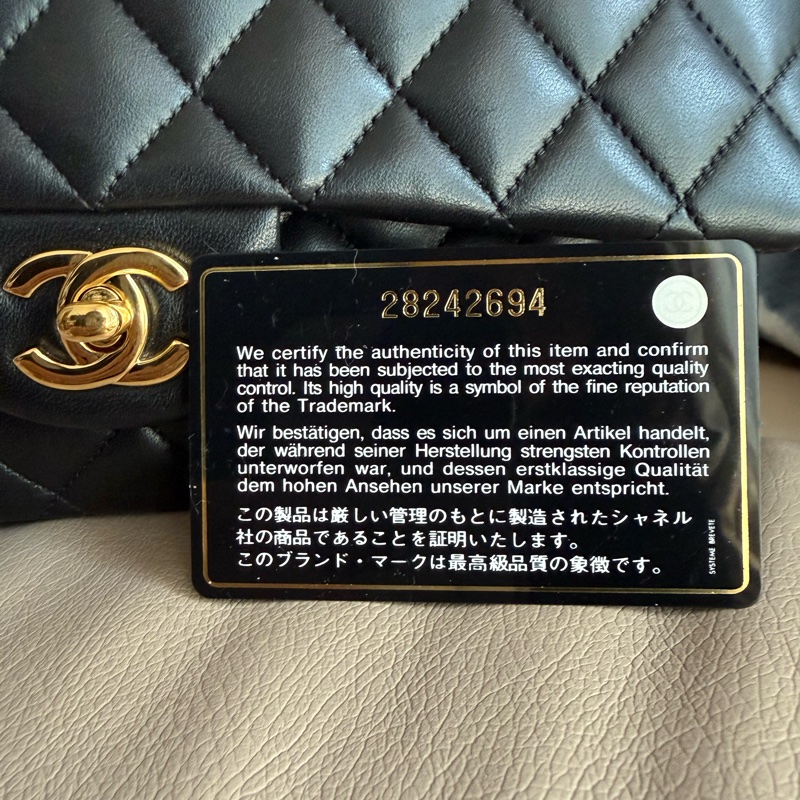 28242694
We certify the authenticity of this item and confirm
that it has been subjected to the most exacting quality
control. Its high quality is a symbol of the fine reputation
of the Trademark.
Wir bestätigen, dass es sich um einen Artikel handelt,
der während seiner Herstellung strengsten Kontrollen
unterworfen war, und dessen erstklassige Qualität
dem hohen Ansehen unserer Marke entspricht.
この製品は厳しい管理のもとに製造されたシャネル
社の商品であることを証明いたします。
このブランド・マークは最高級品質の象徴です。
SYSTEME BREVETE